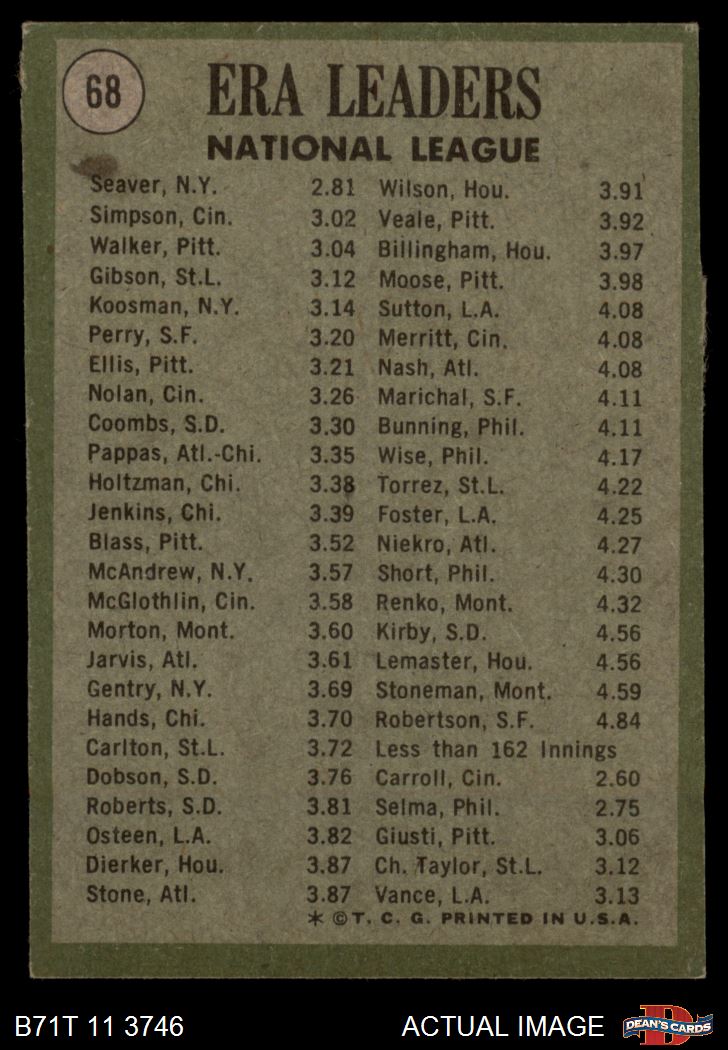 68
ERA LEADERS
NATIONAL LEAGUE
Seaver, N.Y. 2.81
Simpson, Cin. 3.02
Walker, Pitt. 3.04
Gibson, St.L. 3.12
Koosman, N.Y. 3.14
Perry, S.F. 3.20
Ellis, Pitt. 3.21
Nolan, Cin. 3.26
Coombs, S.D. 3.30
Pappas, Atl.-Chi. 3.35
Holtzman, Chi. 3.38
Jenkins, Chi. 3.39
Blass, Pitt. 3.52
McAndrew, N.Y. 3.57
McGlothlin, Cin. 3.58
Morton, Mont. 3.60
Jarvis, Atl. 3.61
Gentry, N.Y. 3.69
Hands, Chi. 3.70
Carlton, St.L. 3.72
Dobson, S.D. 3.76
Roberts, S.D. 3.81
Osteen, L.A. 3.82
Dierker, Hou. 3.87
Stone, Atl. 3.87
Wilson, Hou. 3.91
Veale, Pitt. 3.92
Billingham, Hou. 3.97
Moose, Pitt. 3.98
Sutton, L.A. 4.08
Merritt, Cin. 4.08
Nash, Atl. 4.08
Marichal, S.F. 4.11
Bunning, Phil. 4.11
Wise, Phil. 4.17
Torrez, St.L. 4.22
Foster, L.A. 4.25
Niekro, Atl. 4.27
Short, Phil. 4.30
Renko, Mont. 4.32
Kirby, S.D. 4.56
Lemaster, Hou. 4.56
Stoneman, Mont. 4.59
Robertson, S.F. 4.84
Less than 162 Innings
Carroll, Cin. 2.60
Selma, Phil. 2.75
Giusti, Pitt. 3.06
Ch. Taylor, St.L. 3.12
Vance, L.A. 3.13
* © T. C. G. PRINTED IN U.S.A.
B71T 11 3746
ACTUAL IMAGE
D
DEAN'S CARDS